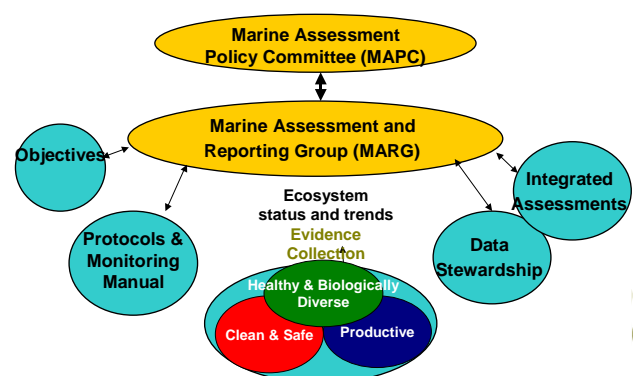 Marine Assessment
Policy Committee (MAPC)
Marine Assessment and
Reporting Group (MARG)
Objectives
Protocols &
Monitoring
Manual
Ecosystem
status and trends
Evidence
Collection
Healthy & Biologically
Diverse
Clean & Safe
Productive
Data
Stewardship
Integrated
Assessments